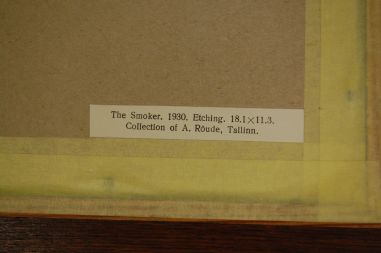 The Smoker. 1930. Etching. 18.1×11.3.
Collection of A. Rõude, Tallinn.